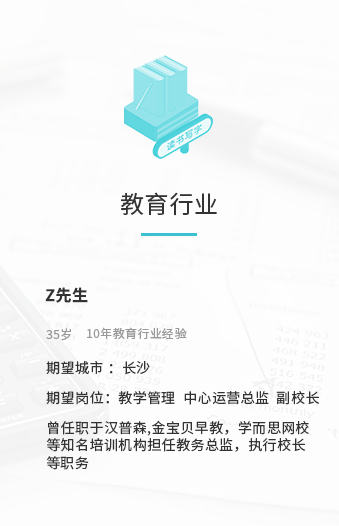 读书写字
教育行业
Z先生
35岁 10年教育行业经验
期望城市：长沙
期望岗位：教学管理 中心运营总监 副校长
曾任职于汉普森,金宝贝早教，学而思网校
等知名培训机构担任教务总监，执行校长
等职务